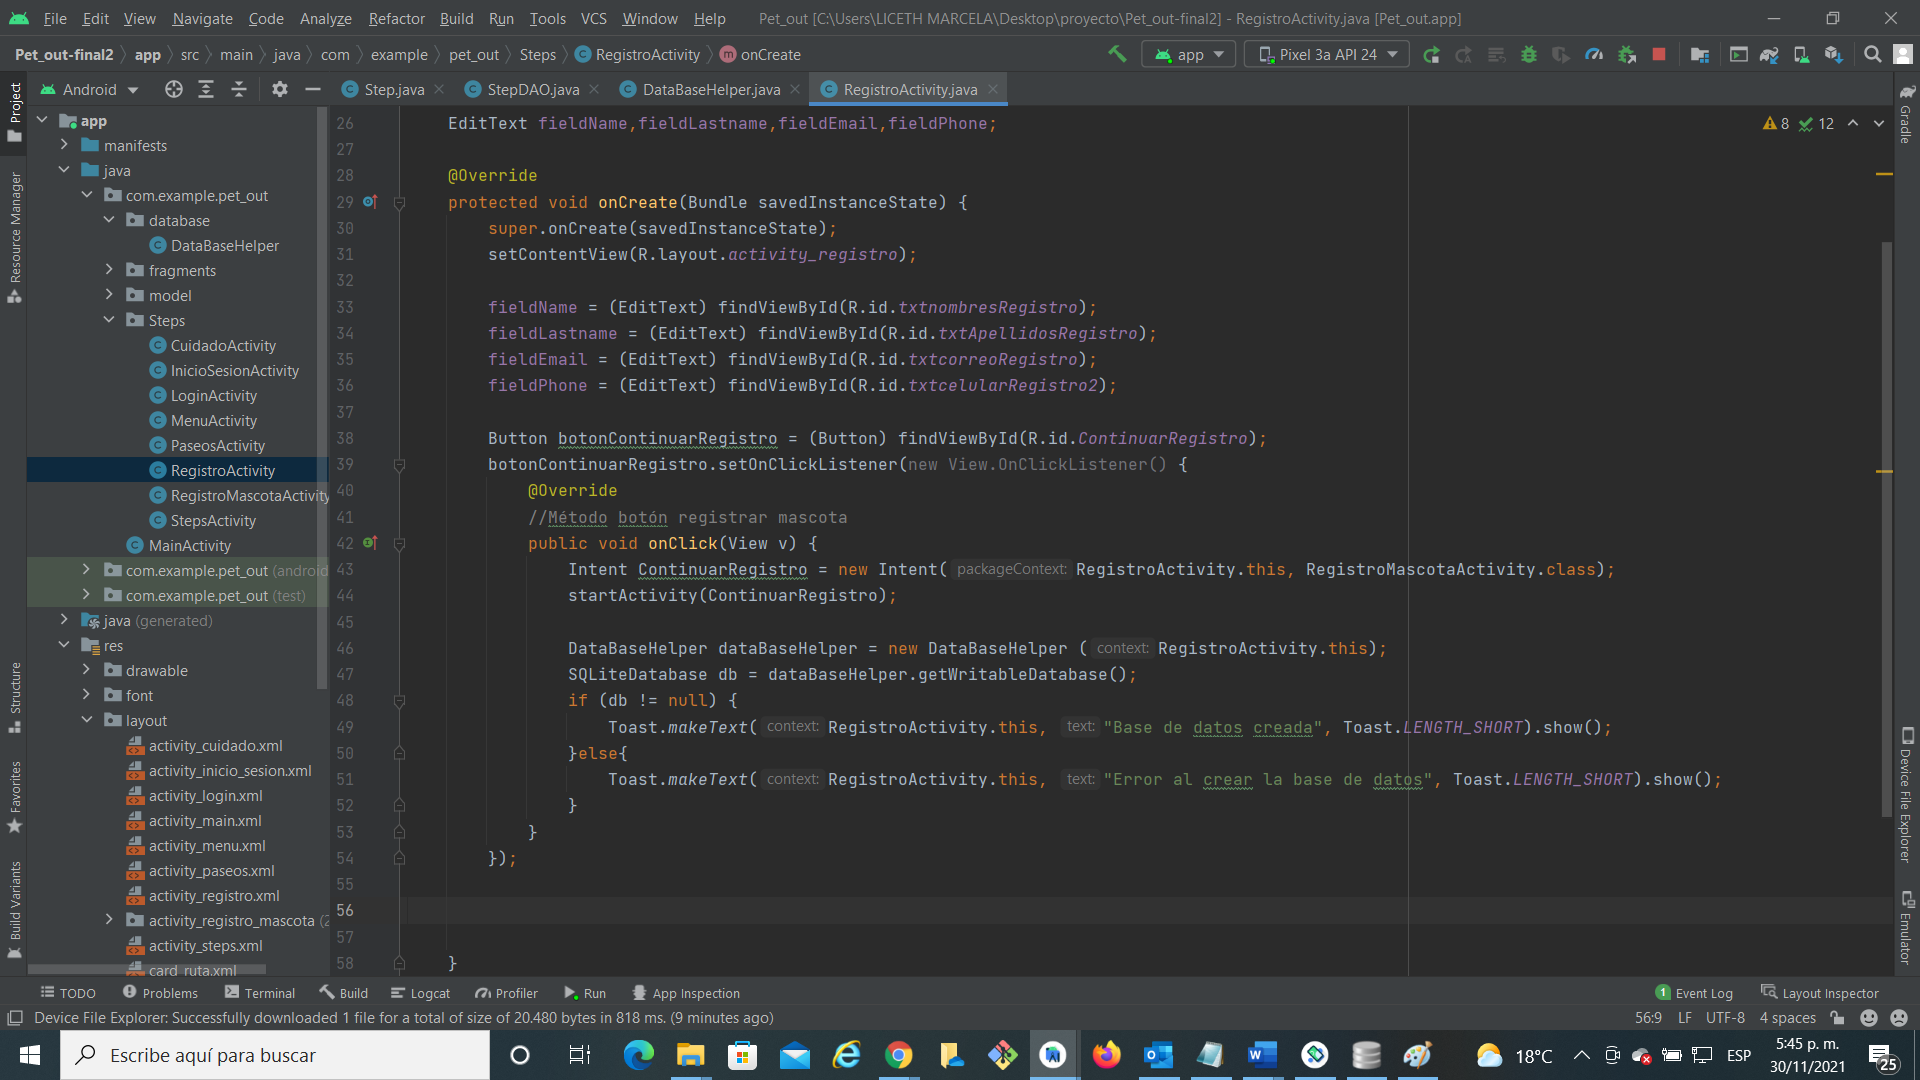 File Edit View Navigate Code Analyze Refactor Build Run Tools VCS Window Help Pet_out [C:\Users\LICETH MARCELA\Desktop\proyecto\Pet_out-final2] - RegistroActivity.java [Pet_out.app]
Pet_out-final2 app src main java com example pet_out Steps RegistroActivity onCreate app Pixel 3a API 24
Android Step.java StepDAO.java DataBaseHelper.java RegistroActivity.java
Project
Resource Manager
Structure
Favorites
Build Variants
app
manifests
java
com.example.pet_out
database
DataBaseHelper
fragments
model
Steps
CuidadoActivity
InicioSesionActivity
LoginActivity
MenuActivity
PaseosActivity
RegistroActivity
RegistroMascotaActivity
StepsActivity
MainActivity
com.example.pet_out (android
com.example.pet_out (test)
java (generated)
res
drawable
font
layout
activity_cuidado.xml
activity_inicio_sesion.xml
activity_login.xml
activity_main.xml
activity_menu.xml
activity_paseos.xml
activity_registro.xml
activity_registro_mascota (2
activity_steps.xml
card_ruta.xml
26 EditText fieldName,fieldLastname,fieldEmail,fieldPhone;
27
28 @Override
29 protected void onCreate(Bundle savedInstanceState) {
30 super.onCreate(savedInstanceState);
31 setContentView(R.layout.activity_registro);
32
33 fieldName = (EditText) findViewById(R.id.txtnombresRegistro);
34 fieldLastname = (EditText) findViewById(R.id.txtApellidosRegistro);
35 fieldEmail = (EditText) findViewById(R.id.txtcorreoRegistro);
36 fieldPhone = (EditText) findViewById(R.id.txtcelularRegistro2);
37
38 Button botonContinuarRegistro = (Button) findViewById(R.id.ContinuarRegistro);
39 botonContinuarRegistro.setOnClickListener(new View.OnClickListener() {
40 @Override
41 //Método botón registrar mascota
42 public void onClick(View v) {
43 Intent ContinuarRegistro = new Intent( packageContext: RegistroActivity.this, RegistroMascotaActivity.class);
44 startActivity(ContinuarRegistro);
45
46 DataBaseHelper dataBaseHelper = new DataBaseHelper ( context: RegistroActivity.this);
47 SQLiteDatabase db = dataBaseHelper.getWritableDatabase();
48 if (db != null) {
49 Toast.makeText( context: RegistroActivity.this, text: "Base de datos creada", Toast.LENGTH_SHORT).show();
50 }else{
51 Toast.makeText( context: RegistroActivity.this, text: "Error al crear la base de datos", Toast.LENGTH_SHORT).show();
52 }
53 }
54 });
55
56
57
58 }
8 12
Gradle
Device File Explorer
Emulator
TODO Problems Terminal Build Logcat Profiler Run App Inspection 1 Event Log Layout Inspector
Device File Explorer: Successfully downloaded 1 file for a total of size of 20.480 bytes in 818 ms. (9 minutes ago) 56:9 LF UTF-8 4 spaces
Escribe aquí para buscar 18°C ESP 5:45 p. m.
30/11/2021 25